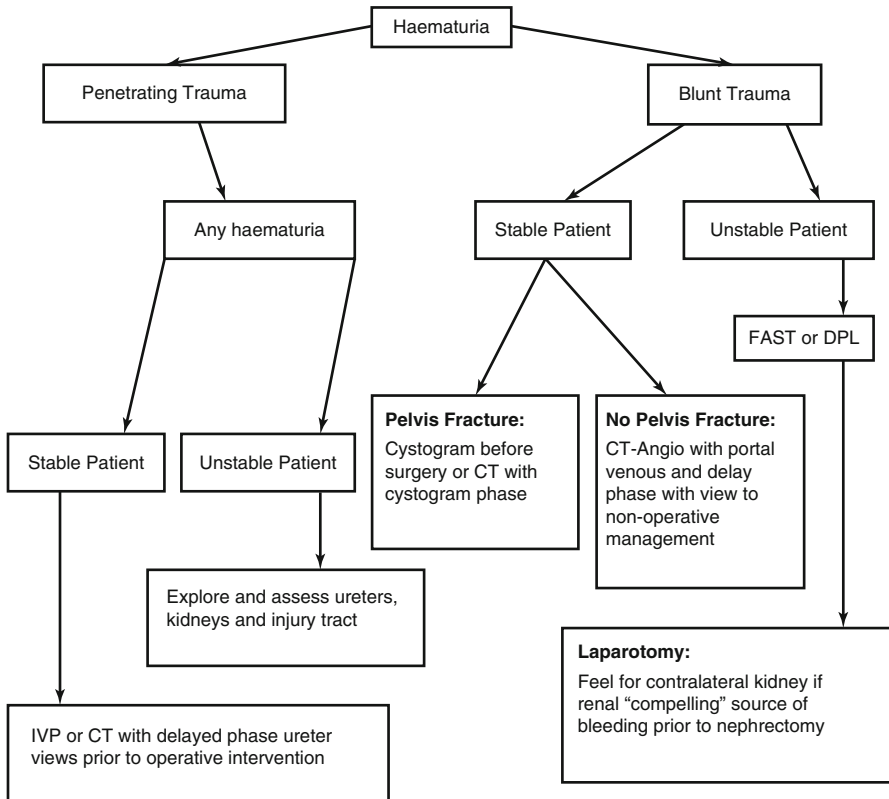 Haematuria
Penetrating Trauma
Blunt Trauma
Any haematuria
Stable Patient
Unstable Patient
FAST or DPL
Pelvis Fracture:
Cystogram before
surgery or CT with
cystogram phase
No Pelvis Fracture:
CT-Angio with portal
venous and delay
phase with view to
non-operative
management
Stable Patient
Unstable Patient
Explore and assess ureters,
kidneys and injury tract
Laparotomy:
Feel for contralateral kidney if
renal “compelling” source of
bleeding prior to nephrectomy
IVP or CT with delayed phase ureter
views prior to operative intervention